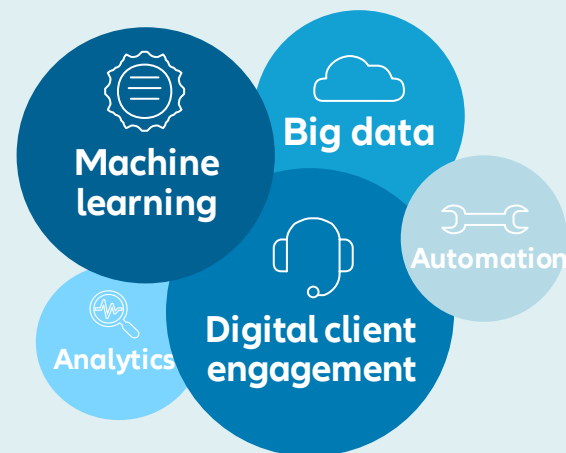 Machine
learning
Big data
Automation
Digital client
engagement
Analytics